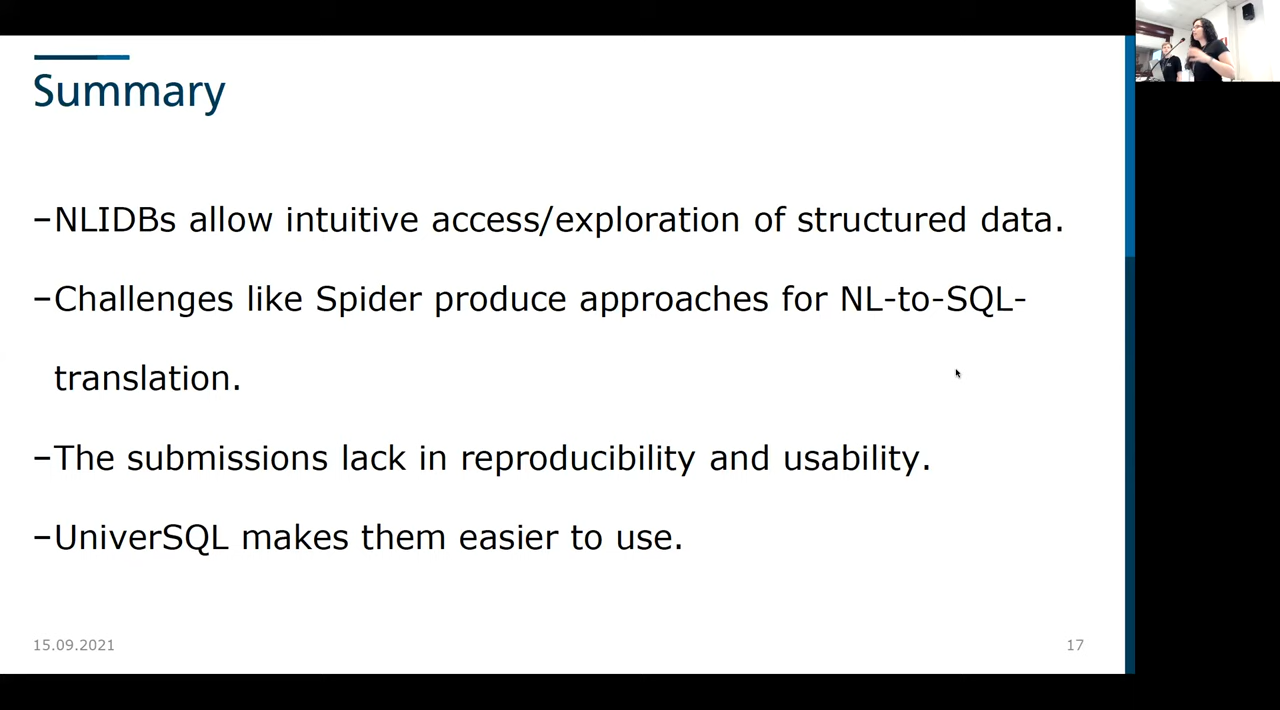 Summary
–NLIDBs allow intuitive access/exploration of structured data.
–Challenges like Spider produce approaches for NL-to-SQL-
translation.
–The submissions lack in reproducibility and usability.
–UniverSQL makes them easier to use.
15.09.2021
17